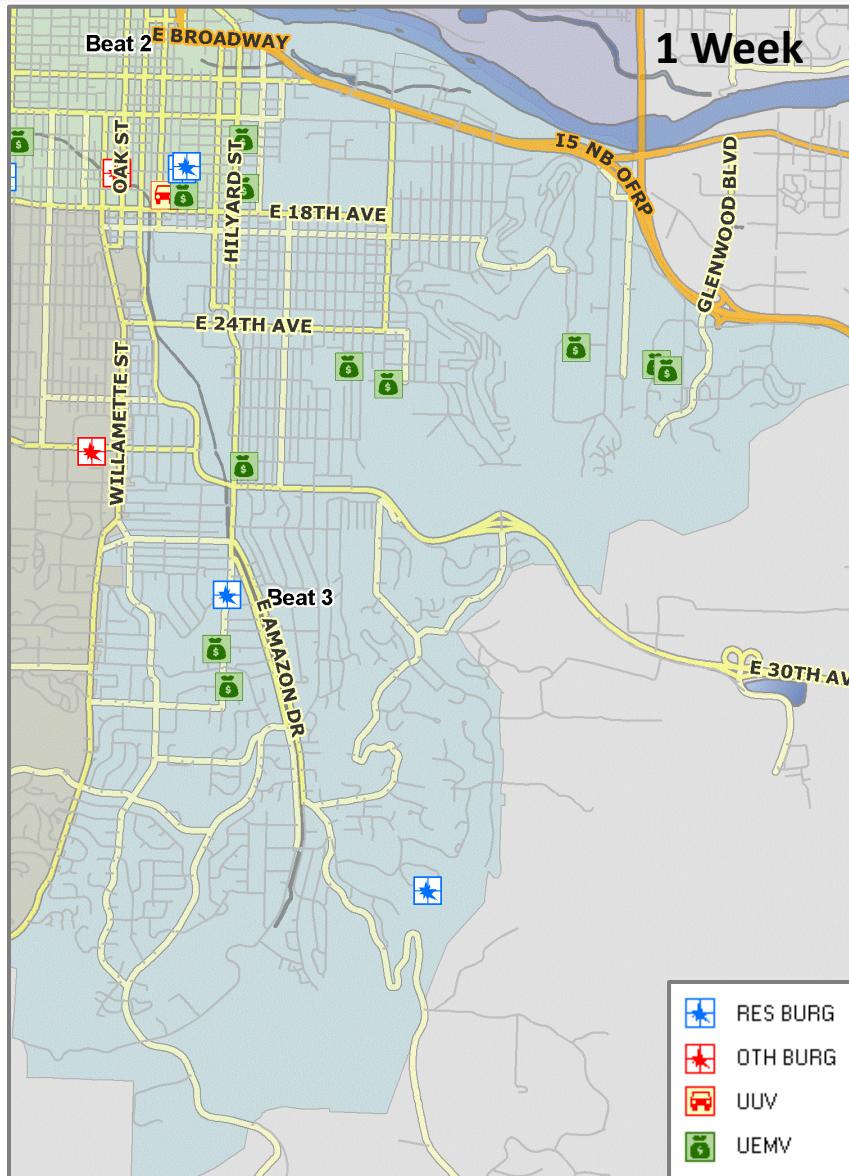 1 Week
Beat 2
E BROADWAY
I5 NB OFRP
OAK ST
HILYARD ST
GLENWOOD BLVD
E 18TH AVE
E 24TH AVE
WILLAMETTE ST
Beat 3
E AMAZON DR
E 30TH AV
RES BURG
OTH BURG
UUV
UEMV